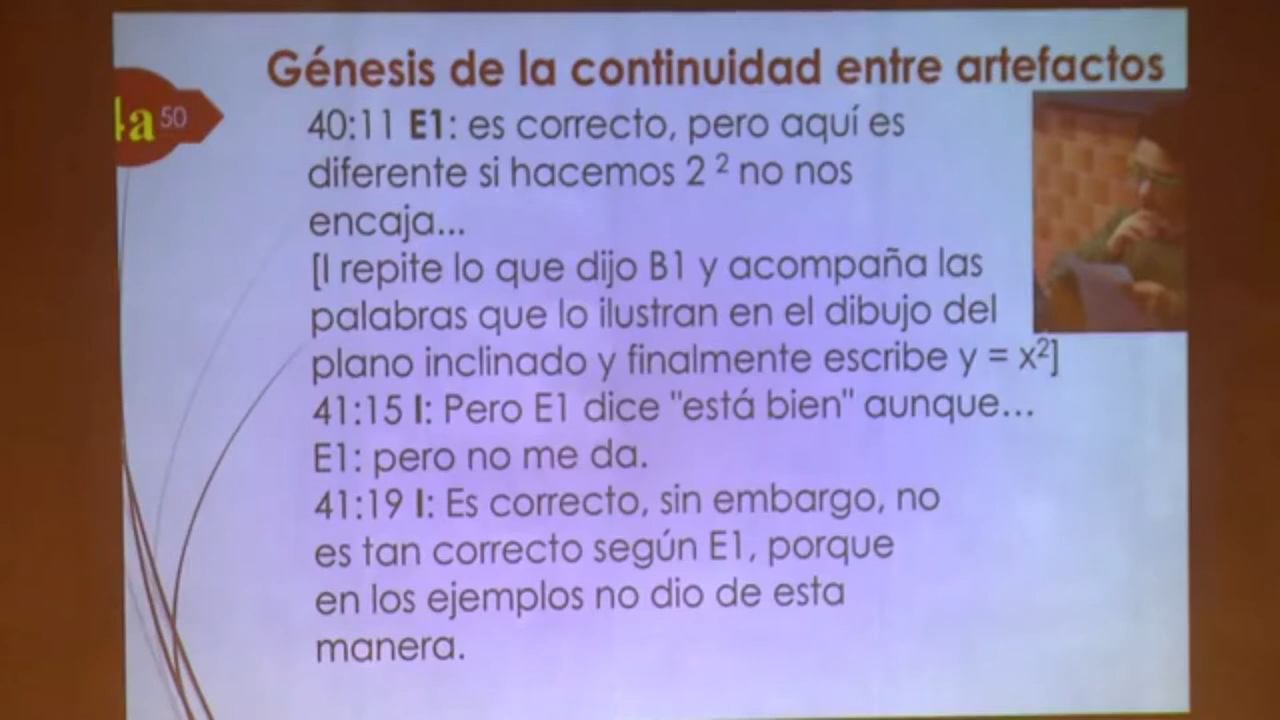 Génesis de la continuidad entre artefactos
4a 50
40:11 E1: es correcto, pero aquí es
diferente si hacemos 2 ² no nos
encaja...
[I repite lo que dijo B1 y acompaña las
palabras que lo ilustran en el dibujo del
plano inclinado y finalmente escribe y = x²]
41:15 I: Pero E1 dice "está bien" aunque...
E1: pero no me da.
41:19 I: Es correcto, sin embargo, no
es tan correcto según E1, porque
en los ejemplos no dio de esta
manera.